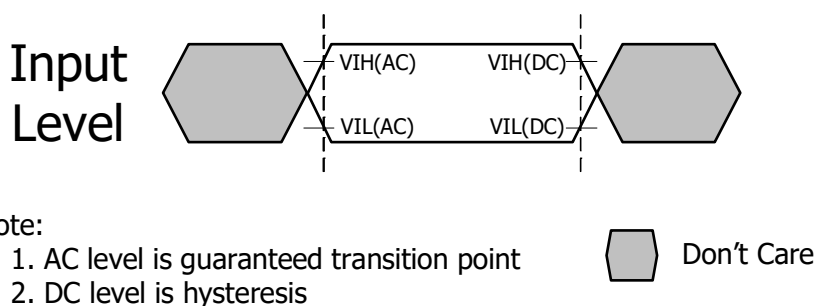 Input
Level
VIH(AC)
VIH(DC)
VIL(AC)
VIL(DC)
ote:
1. AC level is guaranteed transition point
2. DC level is hysteresis
Don't Care